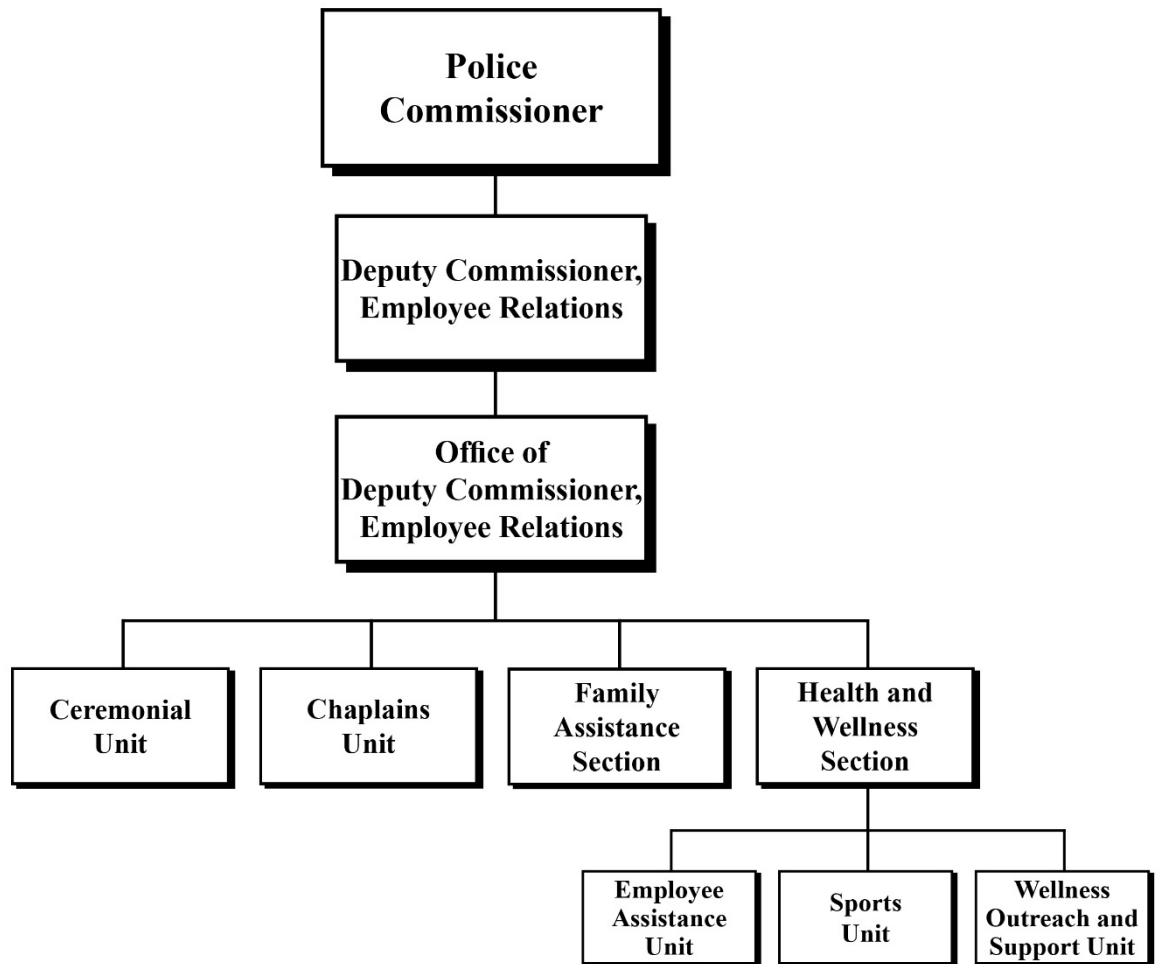 Police
Commissioner
Deputy Commissioner,
Employee Relations
Office of
Deputy Commissioner,
Employee Relations
Ceremonial
Unit
Chaplains
Unit
Family
Assistance
Section
Health and
Wellness
Section
Employee
Assistance
Unit
Sports
Unit
Wellness
Outreach and
Support Unit